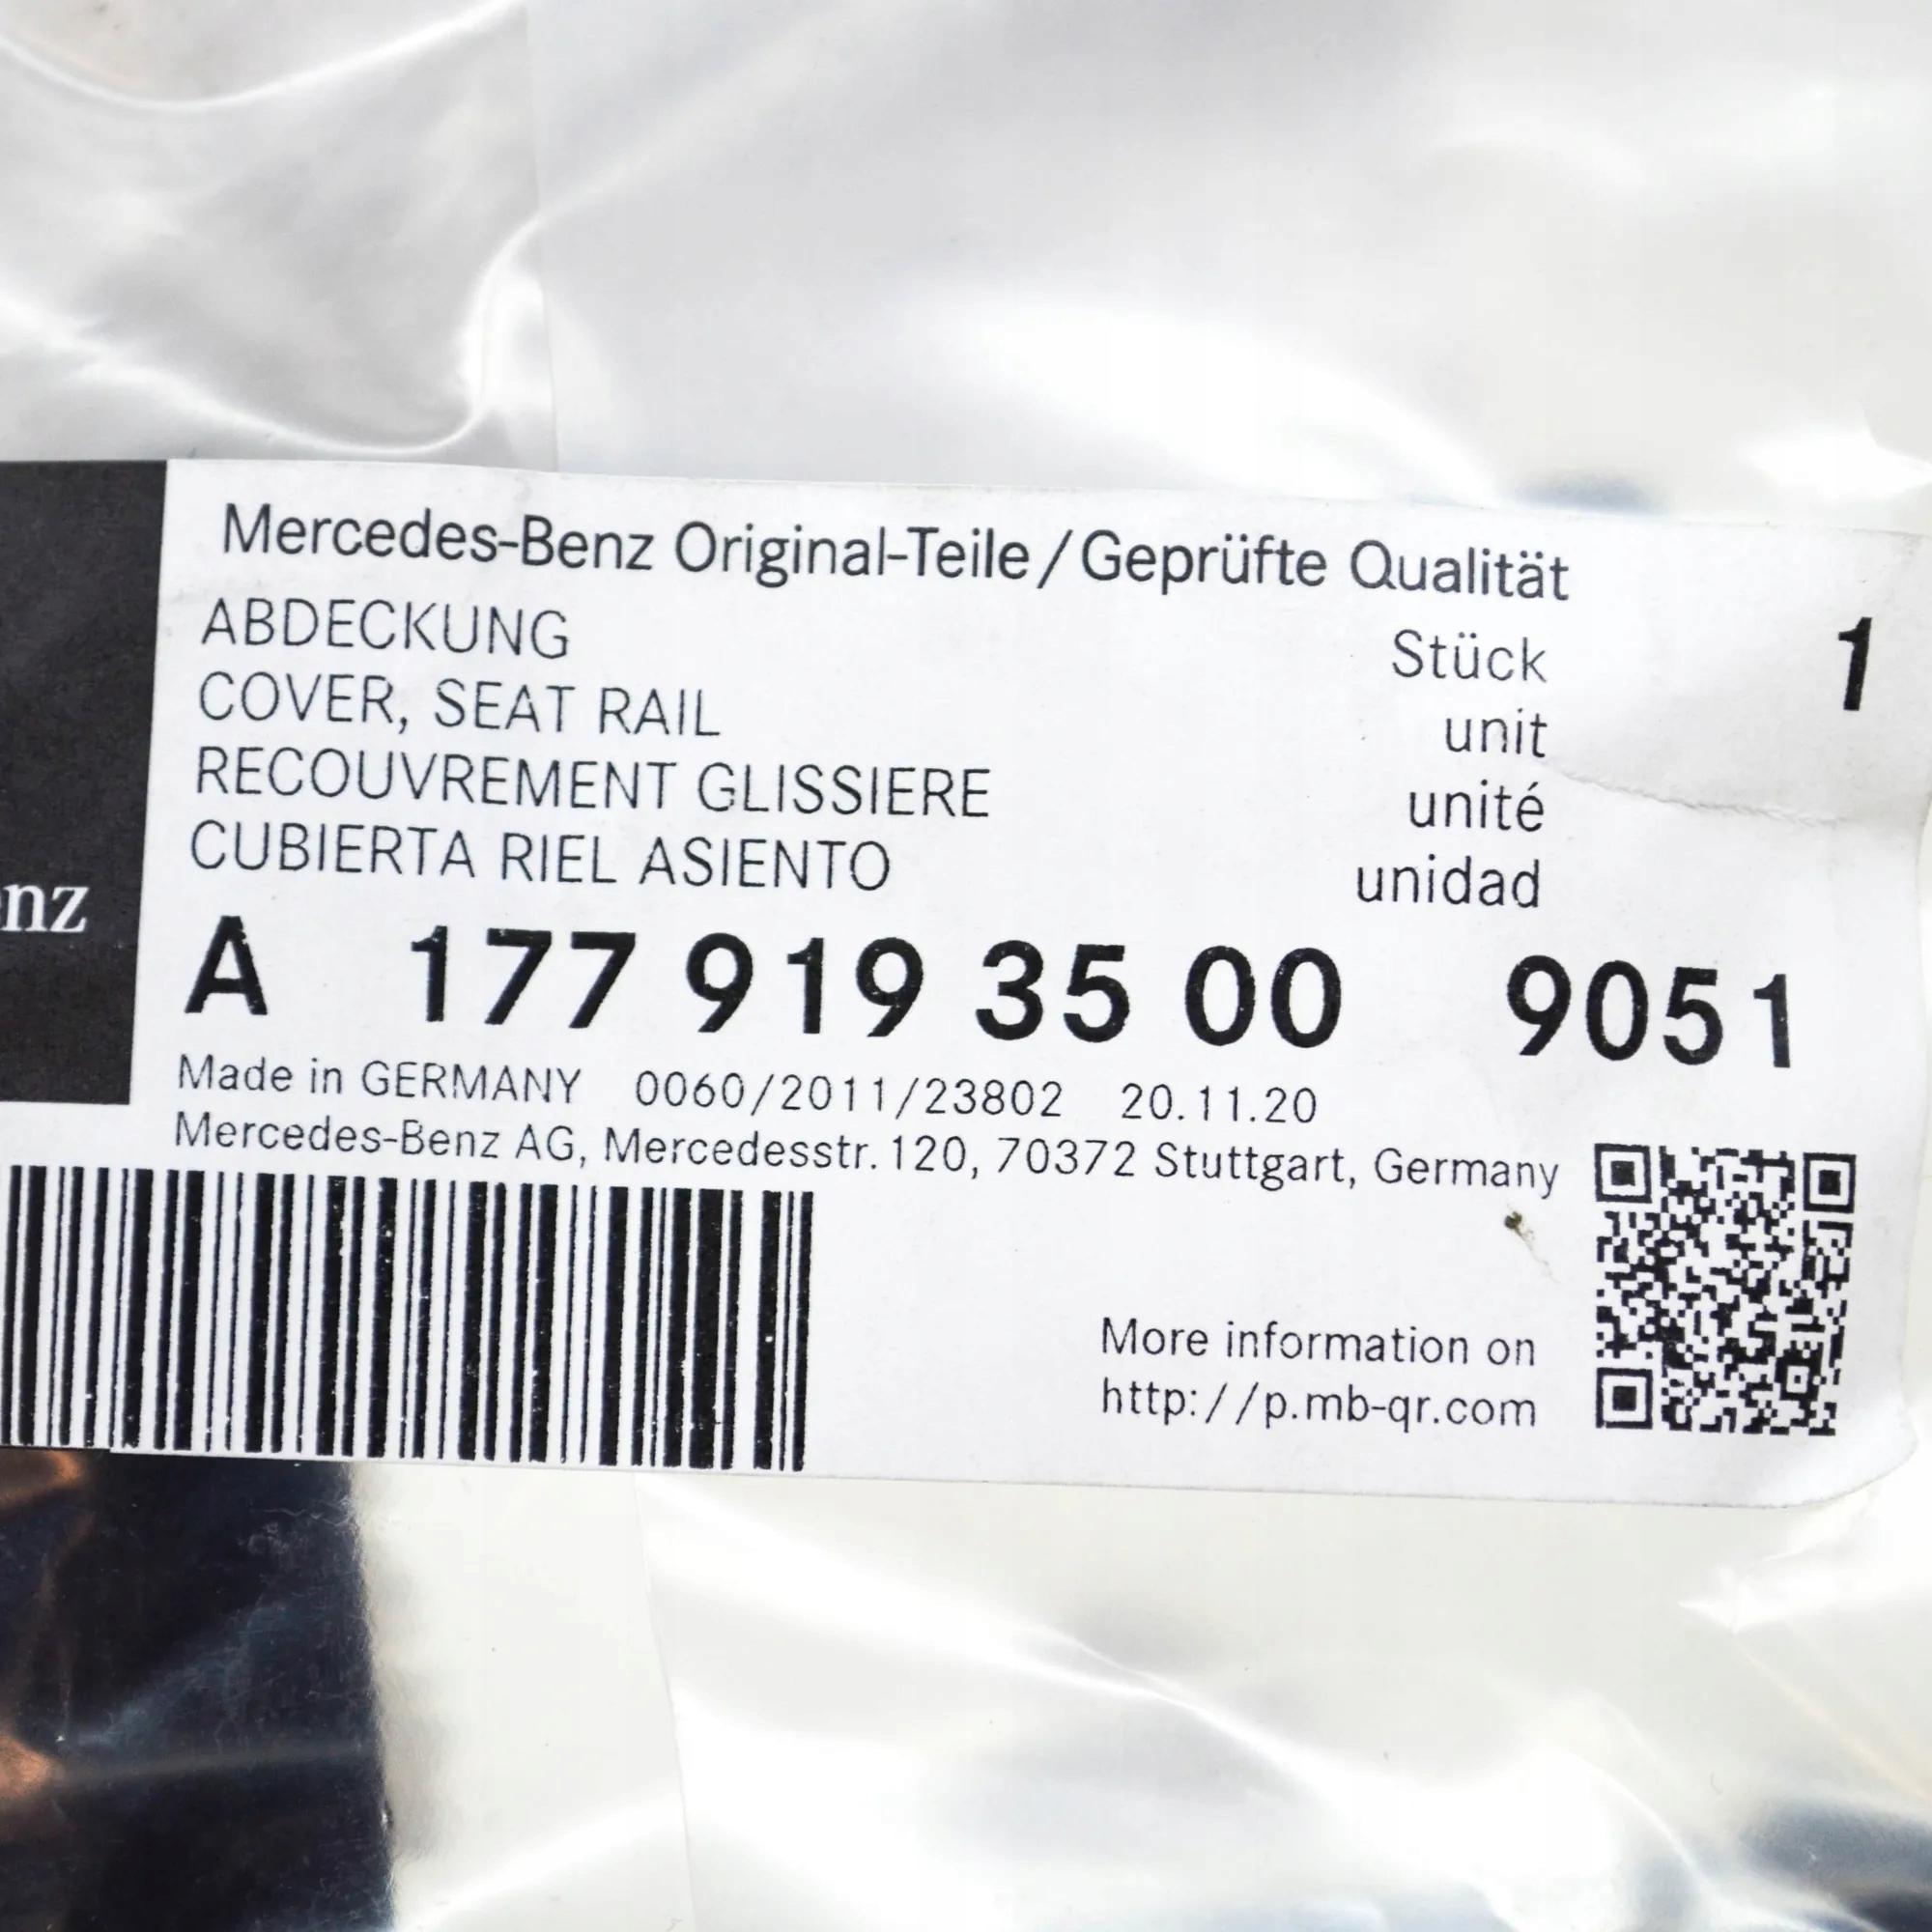 Mercedes-Benz Original-Teile/Geprüfte Qualität
ABDECKUNG Stück 1
COVER, SEAT RAIL unit
RECOUVREMENT GLISSIERE unité
CUBIERTA RIEL ASIENTO unidad
nz
A 177 919 35 00 9051
Made in GERMANY 0060/2011/23802 20.11.20
Mercedes-Benz AG, Mercedesstr. 120, 70372 Stuttgart, Germany
More information on
http://p.mb-qr.com